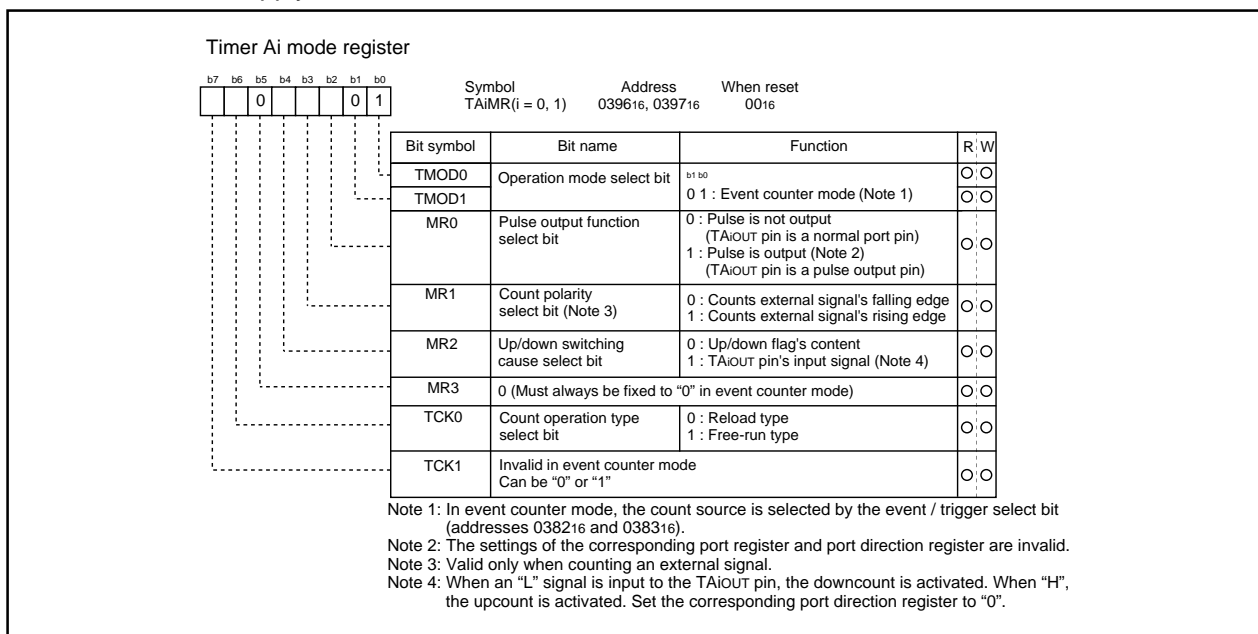 Timer Ai mode register
b7 b6 b5 b4 b3 b2 b1 b0
0 0 1
Symbol Address When reset
TAiMR(i = 0, 1) 039616, 039716 0016
Bit symbol Bit name Function R W
TMOD0 Operation mode select bit b1 b0
TMOD1 0 1 : Event counter mode (Note 1)
MR0 Pulse output function 0 : Pulse is not output
select bit (TAiOUT pin is a normal port pin)
1 : Pulse is output (Note 2)
(TAiOUT pin is a pulse output pin)
MR1 Count polarity 0 : Counts external signal's falling edge
select bit (Note 3) 1 : Counts external signal's rising edge
MR2 Up/down switching 0 : Up/down flag's content
cause select bit 1 : TAiOUT pin's input signal (Note 4)
MR3 0 (Must always be fixed to “0” in event counter mode)
TCK0 Count operation type 0 : Reload type
select bit 1 : Free-run type
TCK1 Invalid in event counter mode
Can be “0” or “1”
Note 1: In event counter mode, the count source is selected by the event / trigger select bit
(addresses 038216 and 038316).
Note 2: The settings of the corresponding port register and port direction register are invalid.
Note 3: Valid only when counting an external signal.
Note 4: When an “L” signal is input to the TAiOUT pin, the downcount is activated. When “H”,
the upcount is activated. Set the corresponding port direction register to “0”.